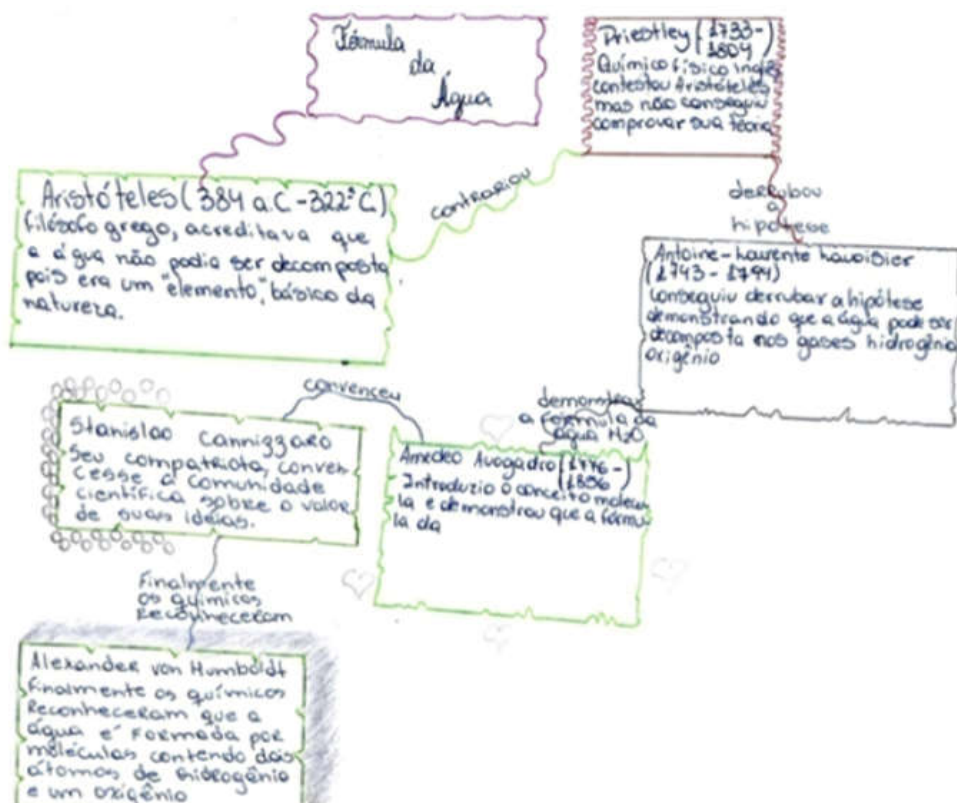 Fórmula
da
Água
Priestley (1733-
1804)
Químico físico inglês
contestou Aristóteles
mas não conseguiu
comprovar sua teoria
contrariou
Aristóteles (384 a.C - 322ª C.)
filósofo grego, acreditava que
a água não podia ser decomposta
pois era um "elemento", básico da
natureza.
derrubou
a
hipótese
Antoine-Laurente Lavoisier
(1743 - 1794)
conseguiu derrubar a hipótese
demonstrando que a água pode ser
decomposta nos gases hidrogênio
origênio
demonstrar
a fórmula da
água H2O
Amedeo Avogadro (1776 -
1856)
Introduzio o conceito molecu
la e demonstrou que a fórmu
la da
convenceu
Stanislao Cannizzaro
Seu compatriota, conven
cesse a comunidade
científica sobre o valor
de suas ideias.
Finalmente
os químicos
Reconheceram
Alexander von Humboldt
Finalmente os químicos
Reconheceram que a
água é formada por
moléculas contendo dois
átomos de hidrogênio
e um oxigênio